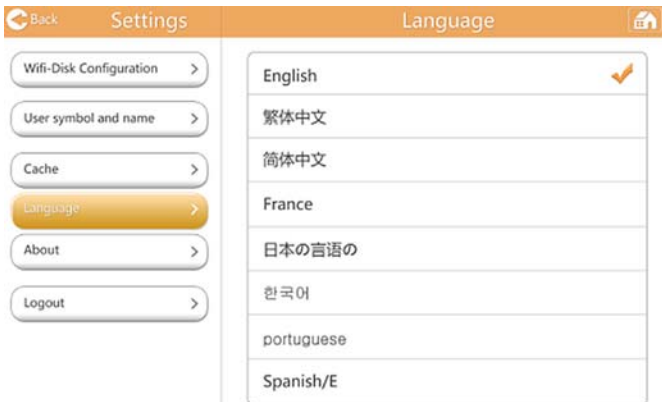 Back
Settings
Language
Wifi-Disk Configuration
User symbol and name
Cache
Language
About
Logout
English
繁体中文
简体中文
France
日本の言语の
한국어
portuguese
Spanish/E